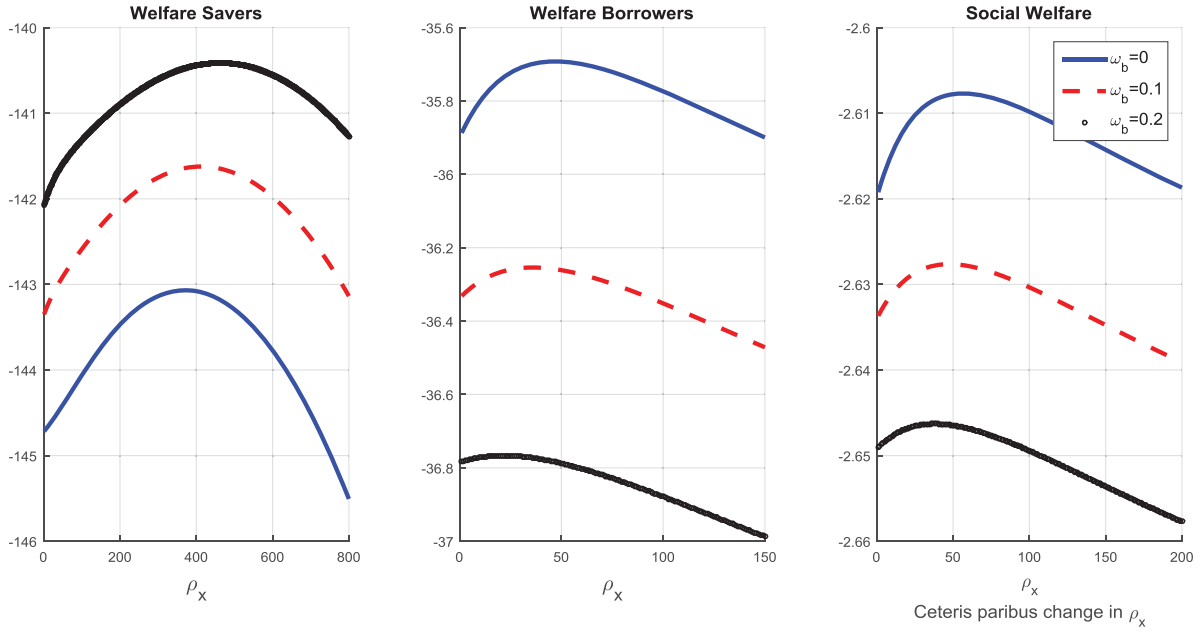 Welfare Savers
-140
-141
-142
-143
-144
-145
-146
0 200 400 600 800
ρx
Welfare Borrowers
-35.6
-35.8
-36
-36.2
-36.4
-36.6
-36.8
-37
0 50 100 150
ρx
Social Welfare
-2.6
-2.61
-2.62
-2.63
-2.64
-2.65
-2.66
ωb=0
ωb=0.1
ωb=0.2
0 50 100 150 200
ρx
Ceteris paribus change in ρx